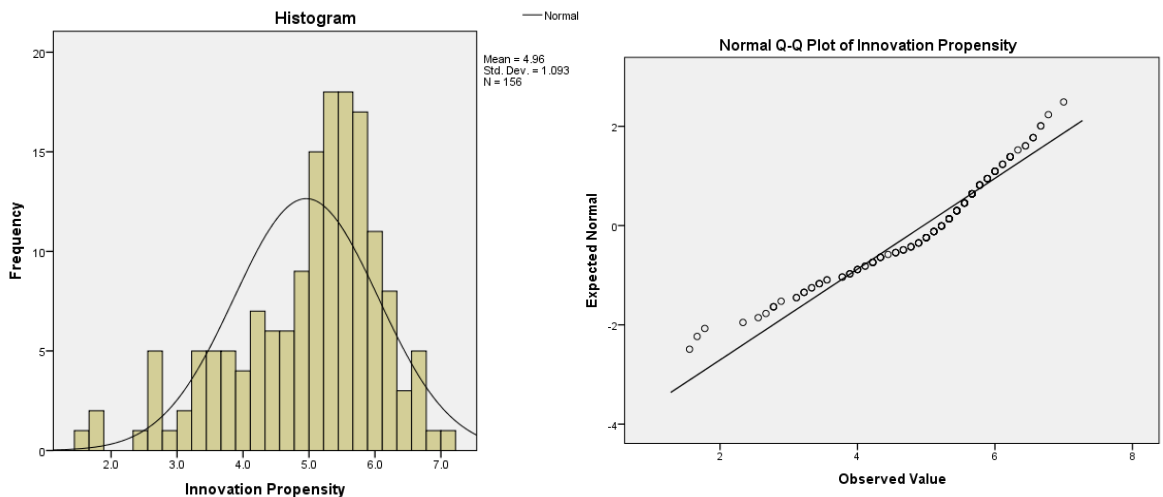 Histogram
Normal
Mean = 4.96
Std. Dev. = 1.093
N = 156
20
15
10
5
0
Frequency
2.0 3.0 4.0 5.0 6.0 7.0
Innovation Propensity
Normal Q-Q Plot of Innovation Propensity
2
0
-2
-4
Expected Normal
2 4 6 8
Observed Value